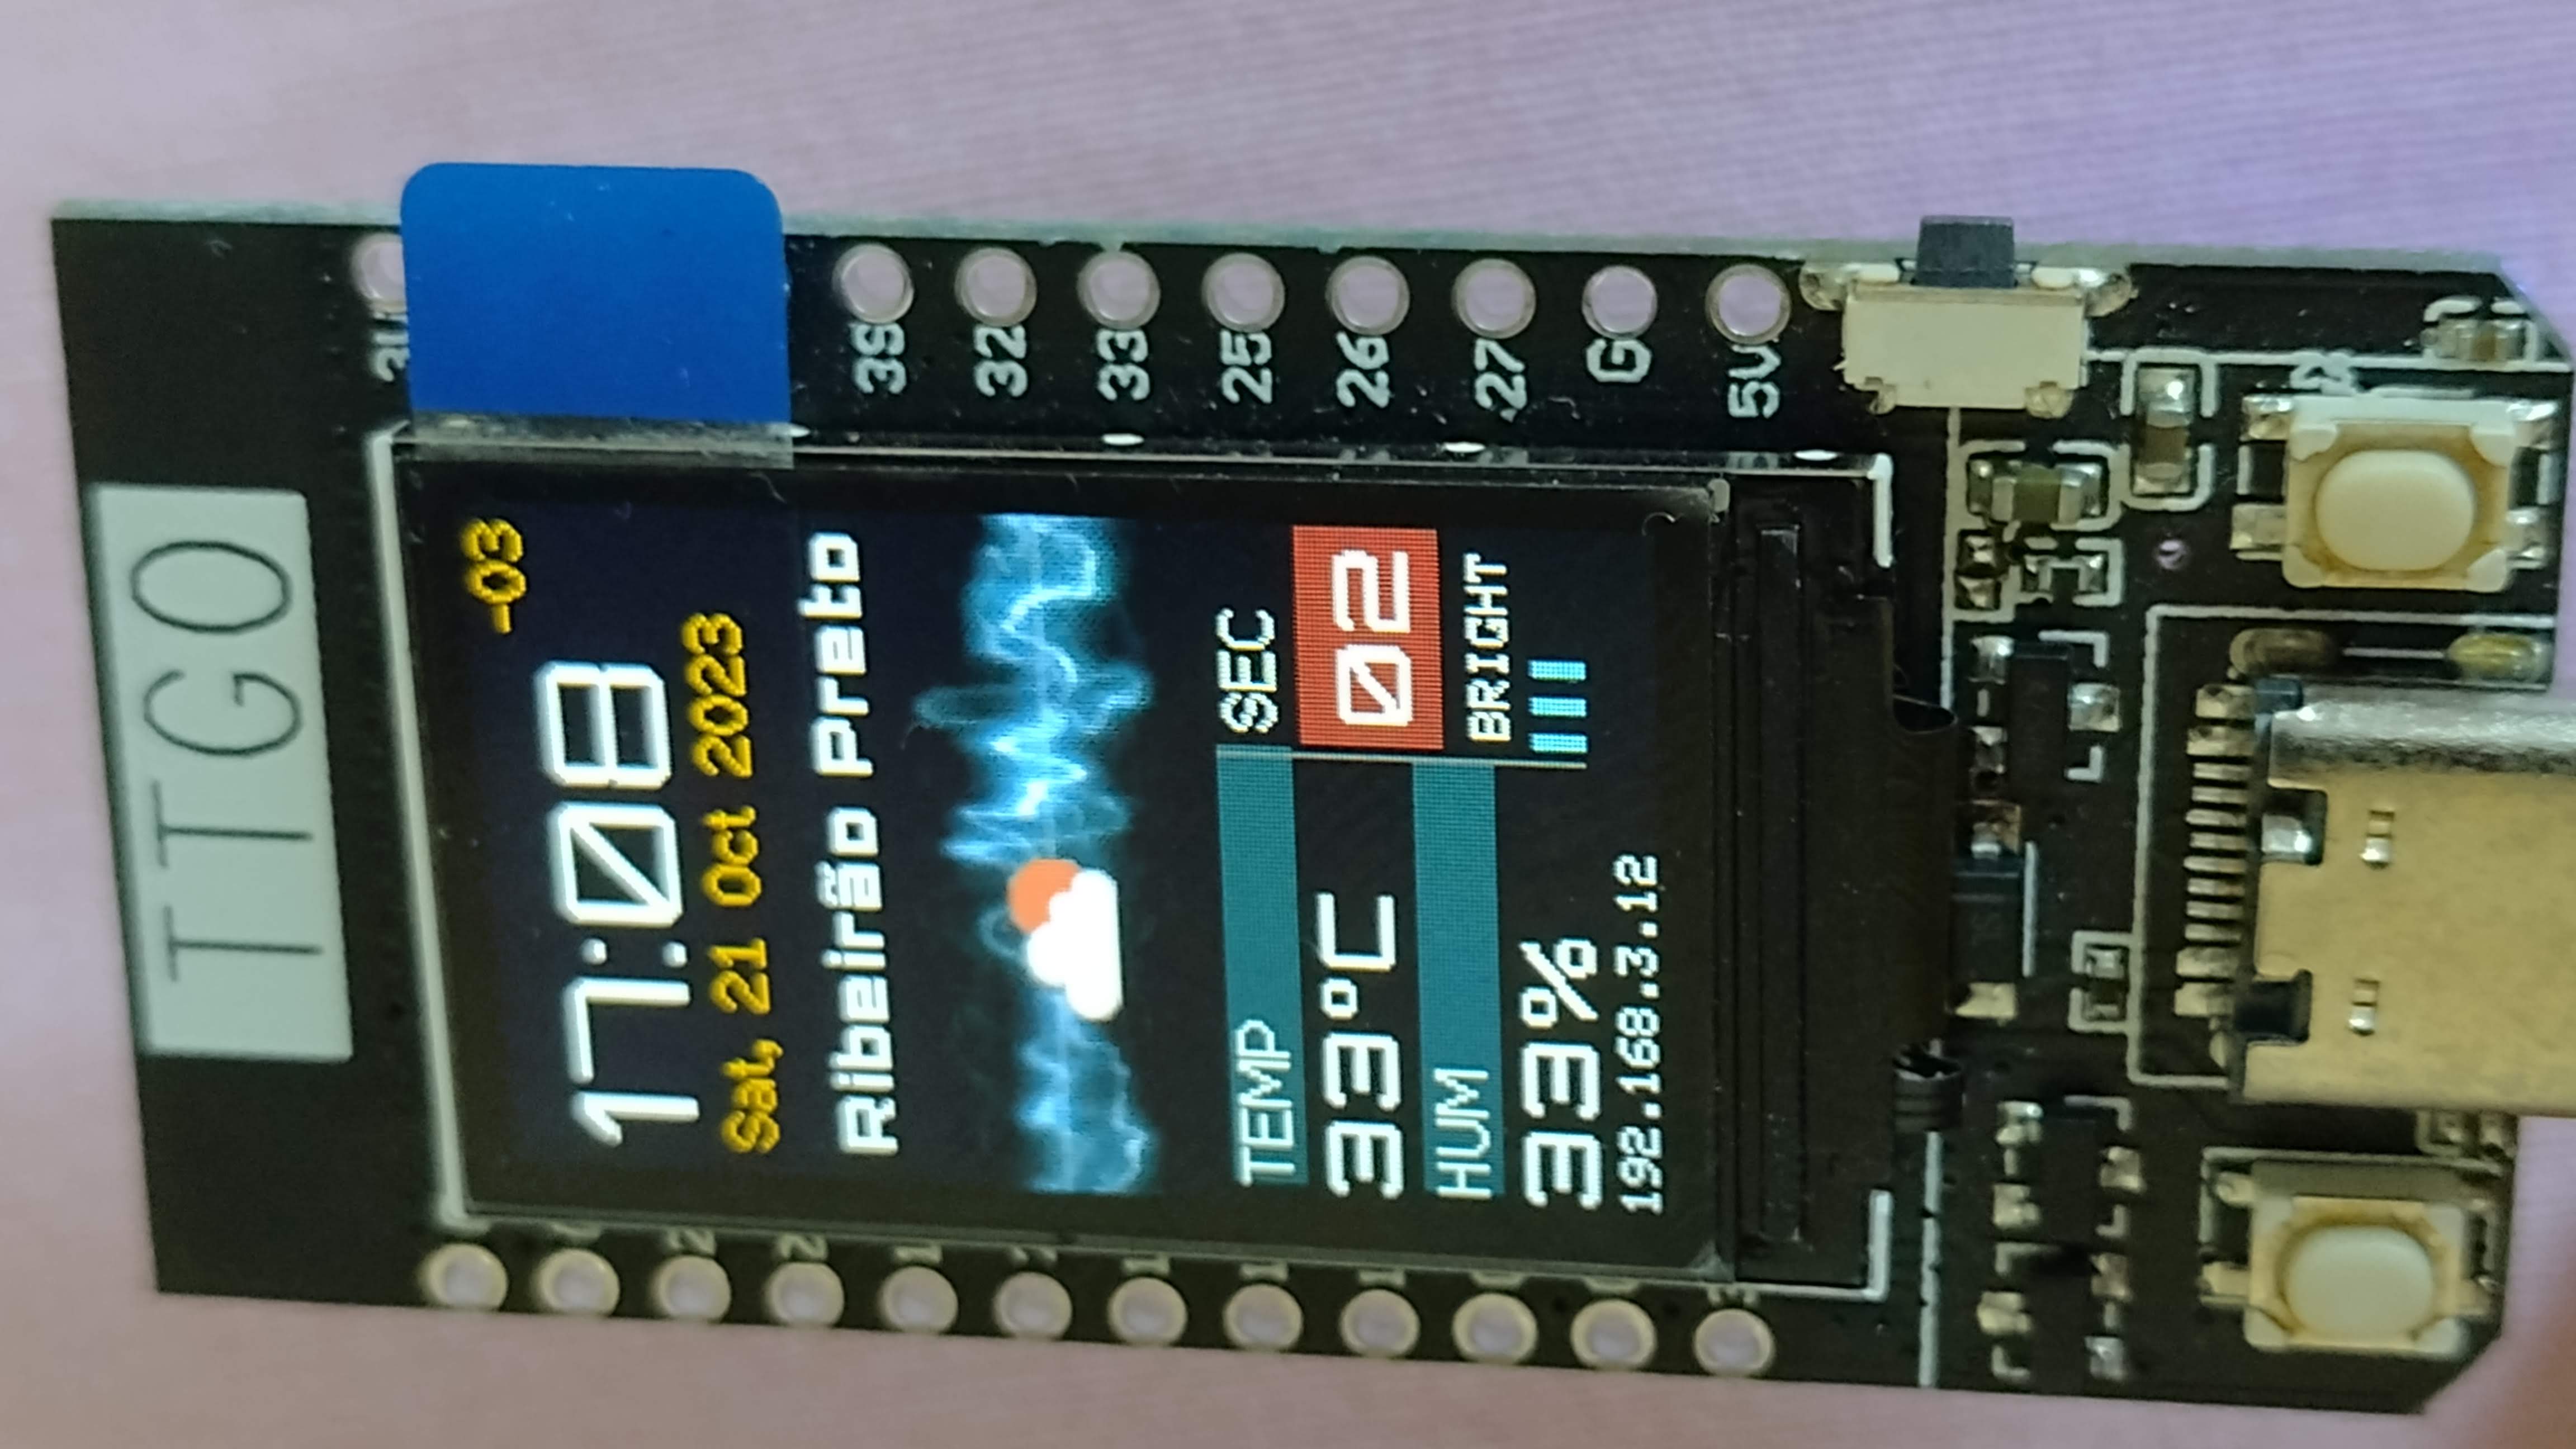 TTGO
-03
17:08
Sat, 21 Oct 2023
Ribeirão Preto
TEMP
33°C
HUM
33%
192.168.3.12
SEC
02
BRIGHT
3V
39
32
33
25
26
27
G
5V